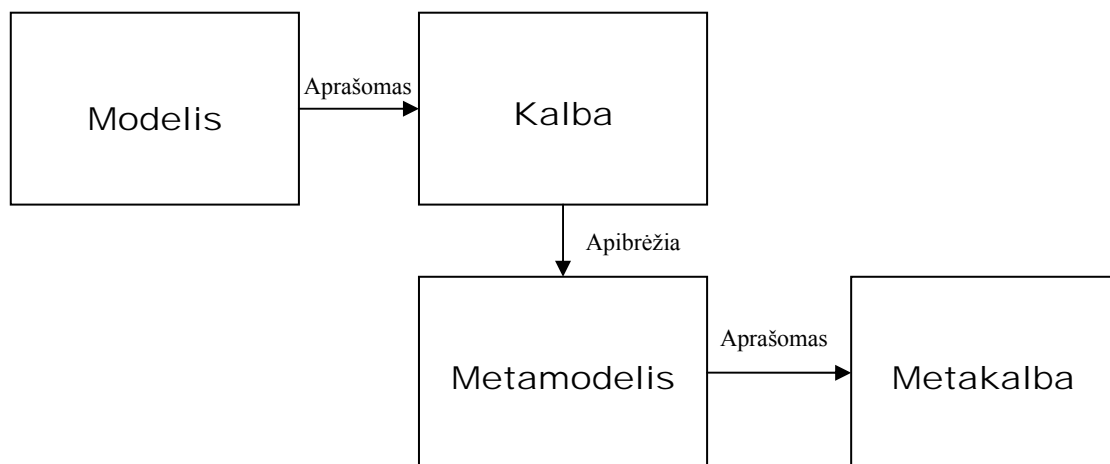 Modelis
Aprašomas
Kalba
Apibrėžia
Metamodelis
Aprašomas
Metakalba